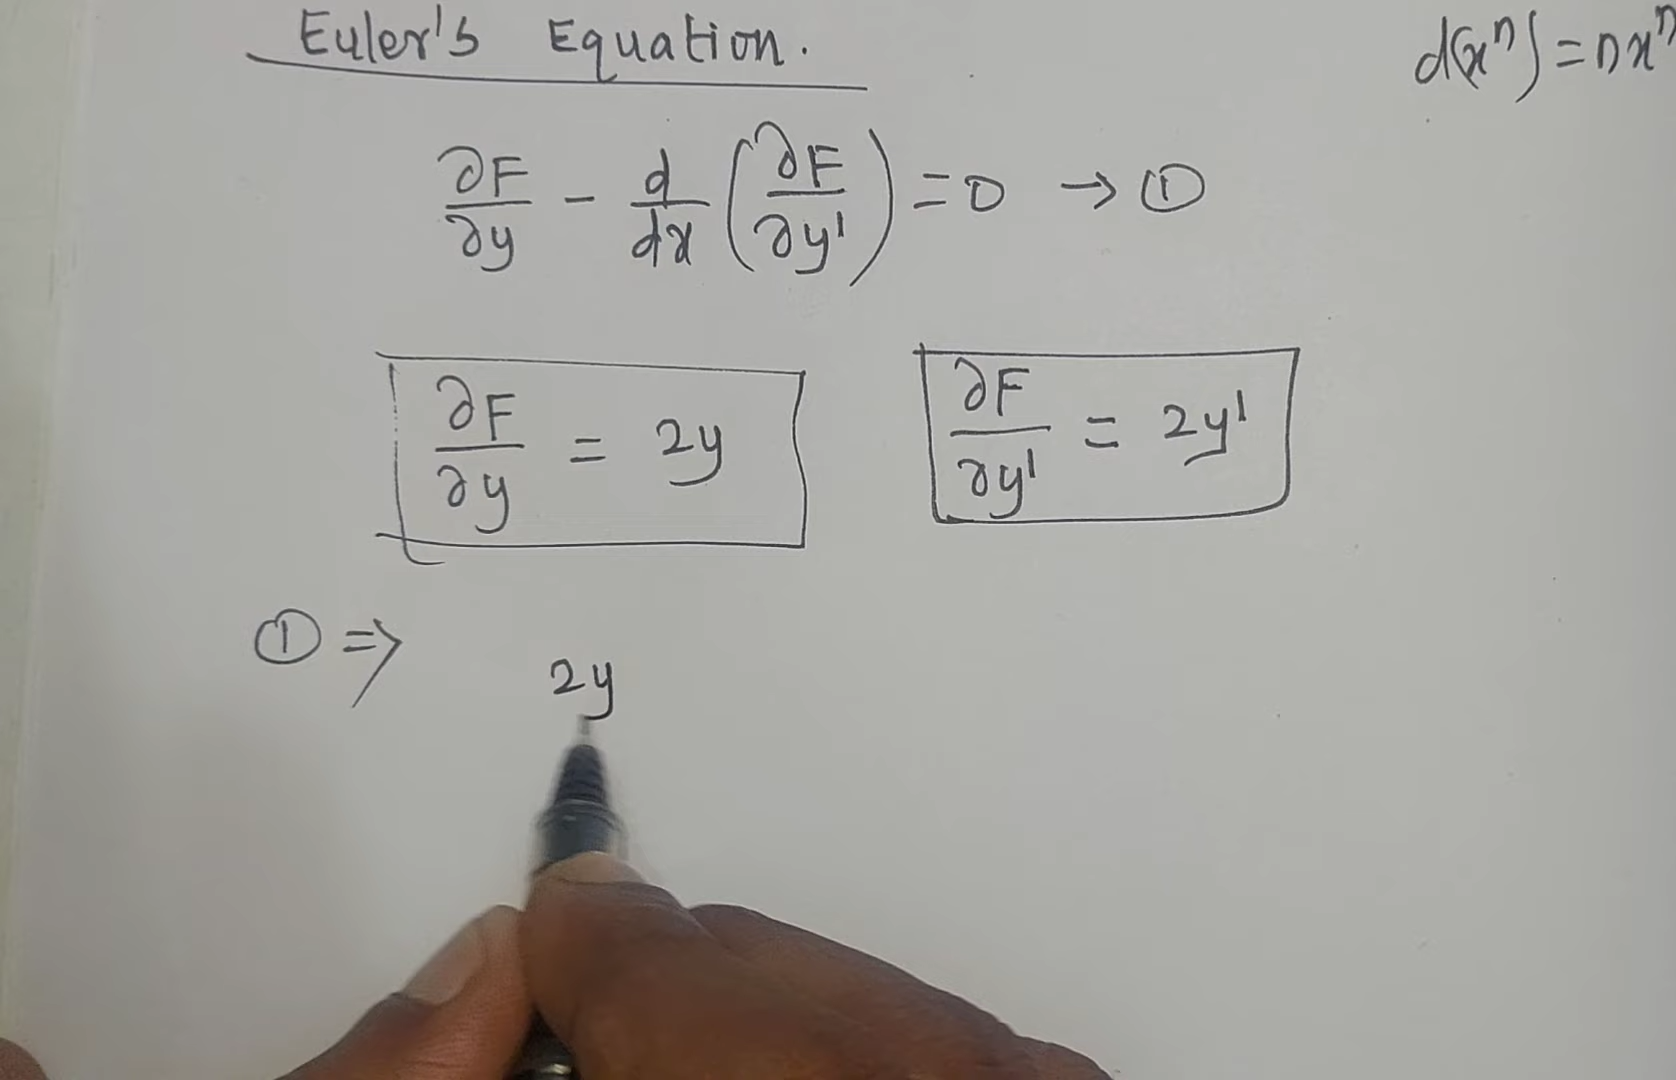 Euler's Equation.
d(xⁿ) = nxⁿ
∂F/∂y - d/dx (∂F/∂y') = 0 → ①
∂F/∂y = 2y
∂F/∂y' = 2y'
① ⇒ 2y